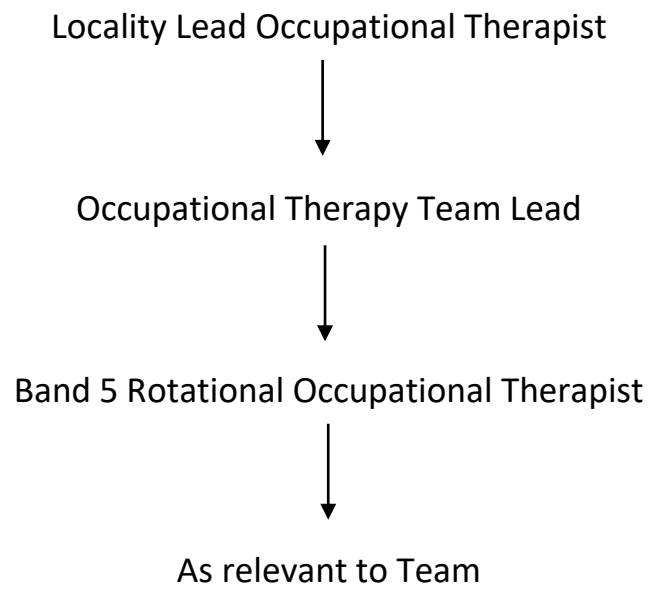 Locality Lead Occupational Therapist
Occupational Therapy Team Lead
Band 5 Rotational Occupational Therapist
As relevant to Team